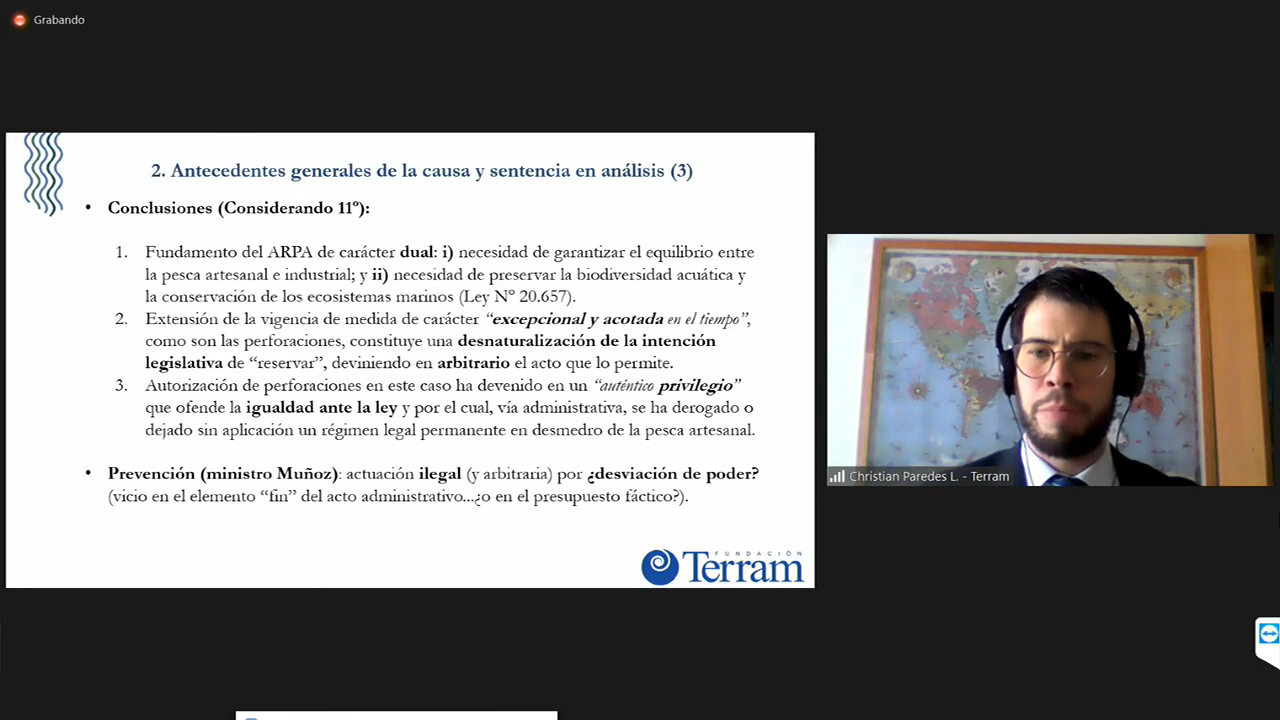 Grabando
2. Antecedentes generales de la causa y sentencia en análisis (3)
• Conclusiones (Considerando 11º):
1. Fundamento del ARPA de carácter dual: i) necesidad de garantizar el equilibrio entre
la pesca artesanal e industrial; y ii) necesidad de preservar la biodiversidad acuática y
la conservación de los ecosistemas marinos (Ley Nº 20.657).
2. Extensión de la vigencia de medida de carácter “excepcional y acotada en el tiempo”,
como son las perforaciones, constituye una desnaturalización de la intención
legislativa de “reservar”, deviniendo en arbitrario el acto que lo permite.
3. Autorización de perforaciones en este caso ha devenido en un “auténtico privilegio”
que ofende la igualdad ante la ley y por el cual, vía administrativa, se ha derogado o
dejado sin aplicación un régimen legal permanente en desmedro de la pesca artesanal.
• Prevención (ministro Muñoz): actuación ilegal (y arbitraria) por ¿desviación de poder?
(vicio en el elemento “fin” del acto administrativo...¿o en el presupuesto fáctico?).
FUNDACIÓN
Terram
Christian Paredes L. - Terram